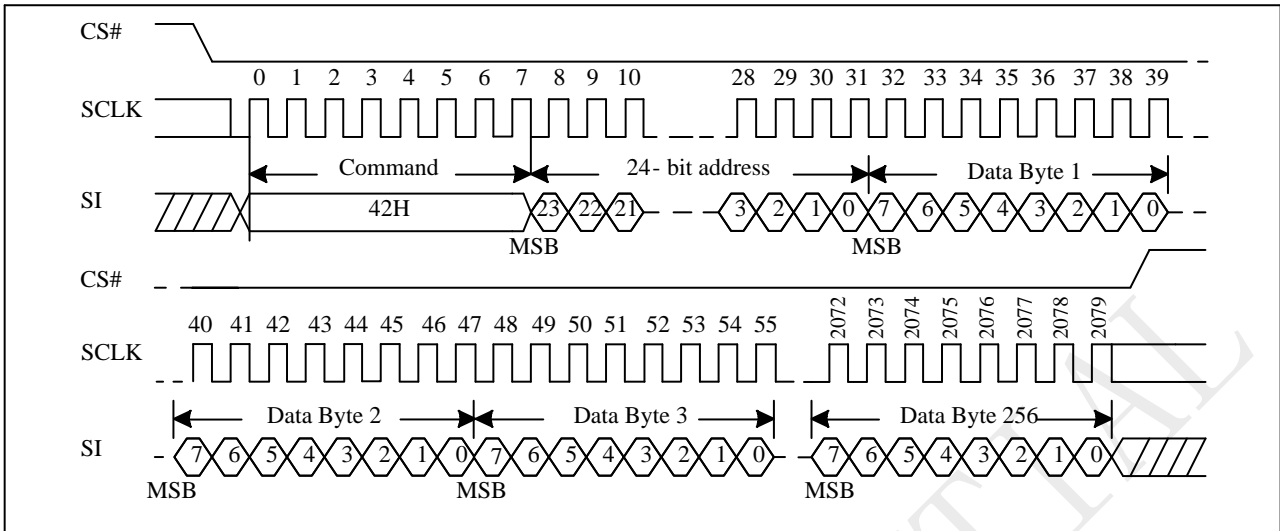 CS#
0 1 2 3 4 5 6 7 8 9 10 28 29 30 31 32 33 34 35 36 37 38 39
SCLK
Command 24- bit address Data Byte 1
SI
42H 23 22 21 3 2 1 0 7 6 5 4 3 2 1 0
MSB MSB
CS#
40 41 42 43 44 45 46 47 48 49 50 51 52 53 54 55 2072 2073 2074 2075 2076 2077 2078 2079
SCLK
Data Byte 2 Data Byte 3 Data Byte 256
SI
7 6 5 4 3 2 1 0 7 6 5 4 3 2 1 0 7 6 5 4 3 2 1 0
MSB MSB MSB
TIAL